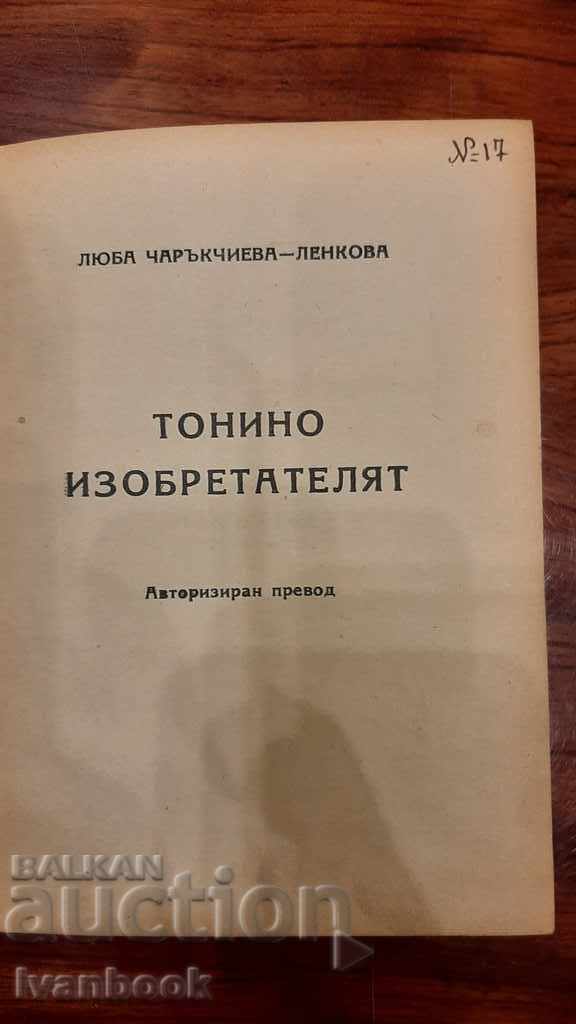 №17
ЛЮБА ЧАРЪКЧИЕВА—ЛЕНКОВА
ТОНИНО
ИЗОБРЕТАТЕЛЯТ
Авторизиран превод
BALKAN
auction
Ivanbook